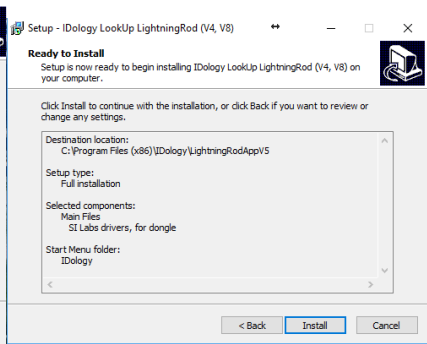 Setup - IDology LookUp LightningRod (V4, V8)
Ready to Install
Setup is now ready to begin installing IDology LookUp LightningRod (V4, V8) on
your computer.
Click Install to continue with the installation, or click Back if you want to review or
change any settings.
Destination location:
C:\Program Files (x86)\IDology\LightningRodAppV5
Setup type:
Full installation
Selected components:
Main Files
SI Labs drivers, for dongle
Start Menu folder:
IDology
< Back
Install
Cancel